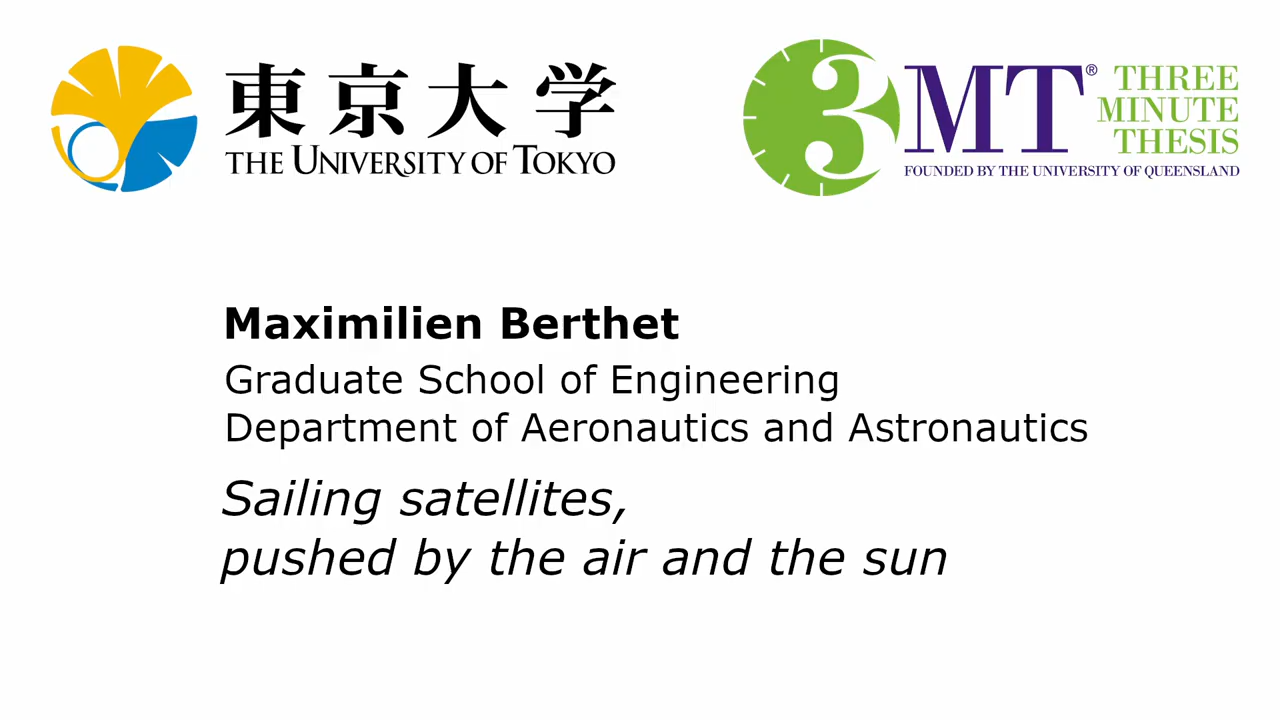 東京大学
THE UNIVERSITY OF TOKYO
3MT® THREE MINUTE THESIS
FOUNDED BY THE UNIVERSITY OF QUEENSLAND
Maximilien Berthet
Graduate School of Engineering
Department of Aeronautics and Astronautics
Sailing satellites,
pushed by the air and the sun